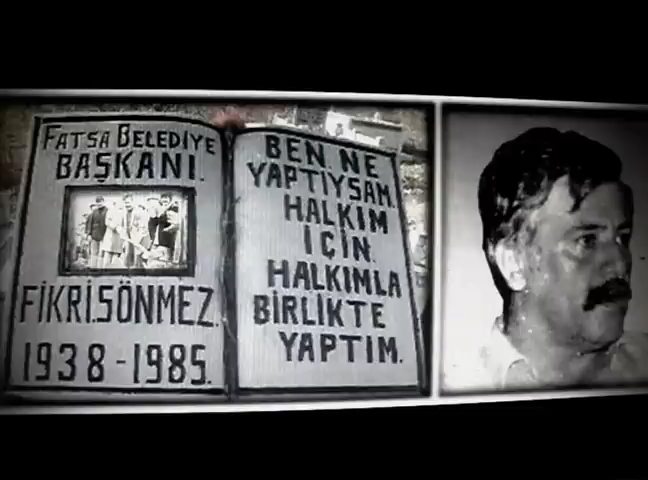 FATSA BELEDİYE
BAŞKANI.
FİKRİ.SÖNMEZ.
1938-1985.
BEN. NE
YAPTIYSAM.
HALKIM
İÇİN.
HALKIMLA
BİRLİKTE
YAPTIM.